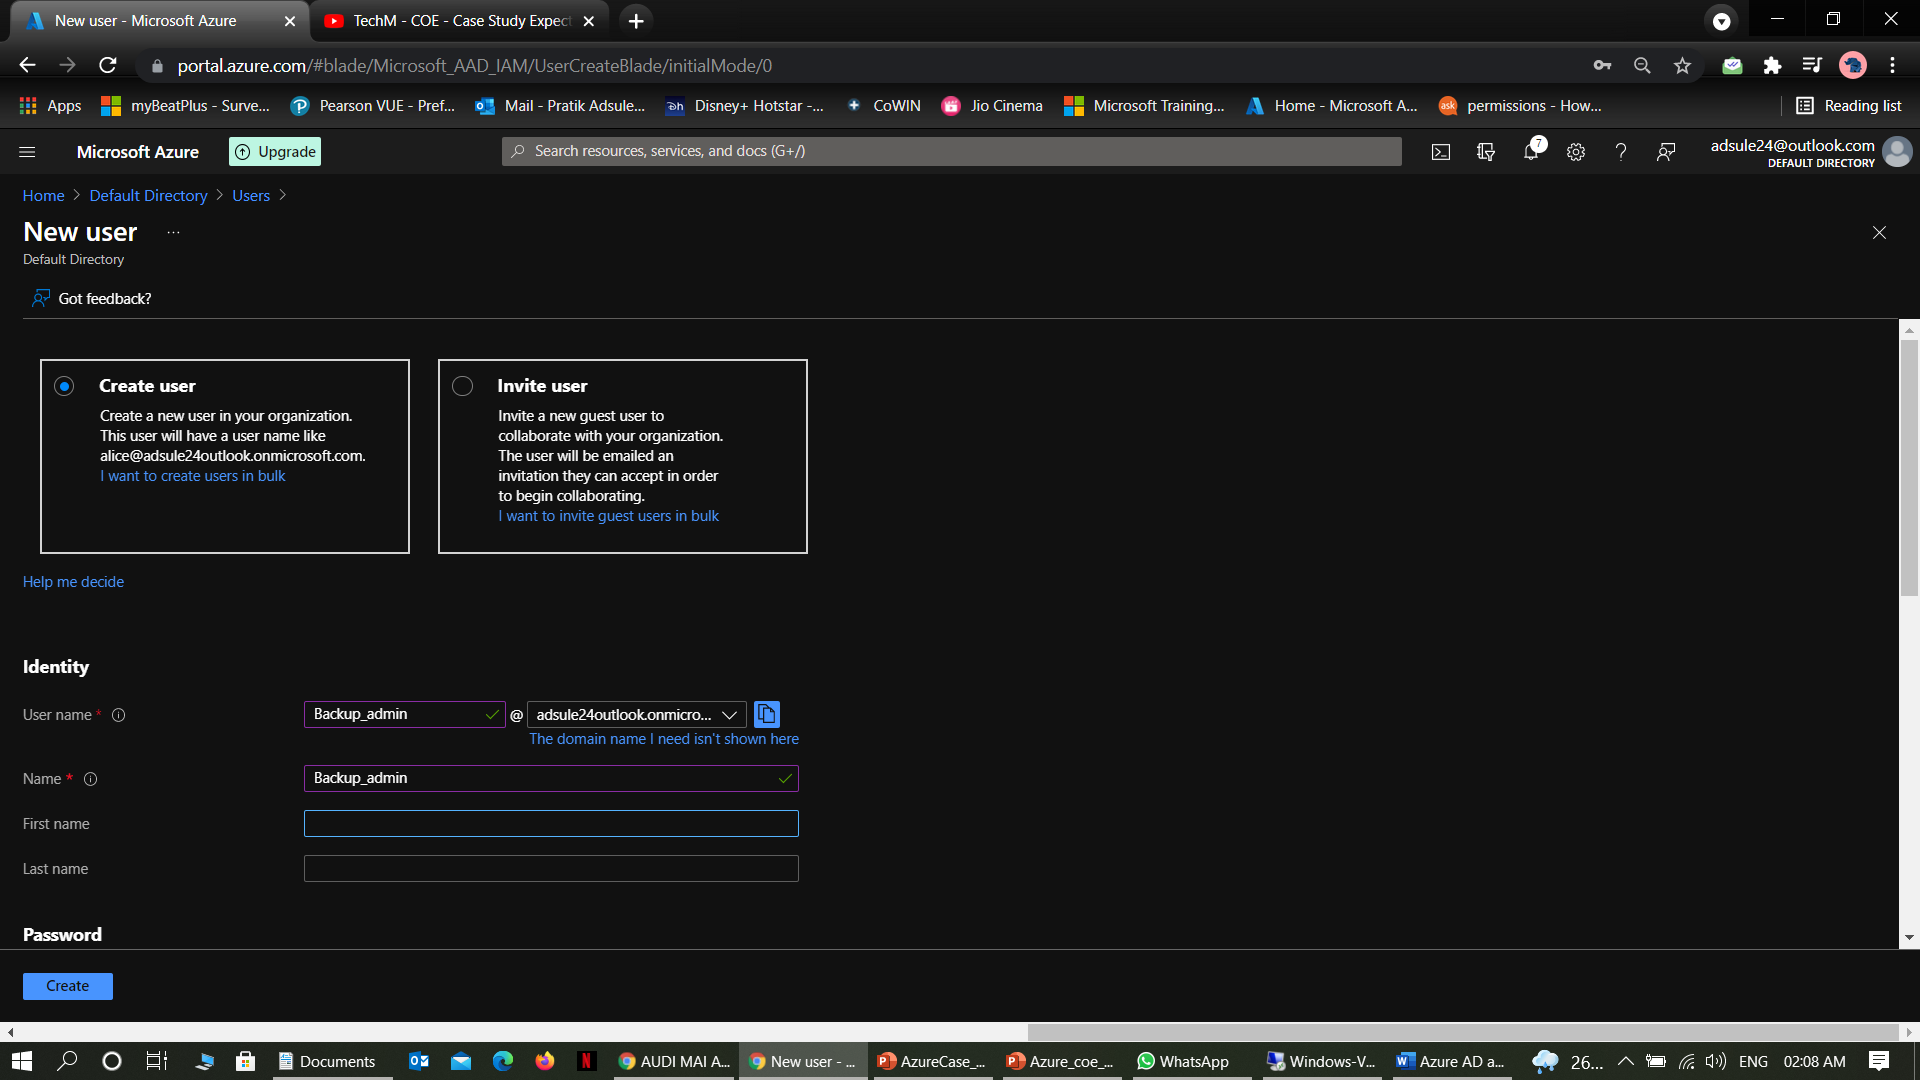 New user - Microsoft Azure
TechM - COE - Case Study Expect
portal.azure.com/#blade/Microsoft_AAD_IAM/UserCreateBlade/initialMode/0
Apps
myBeatPlus - Surve...
Pearson VUE - Pref...
Mail - Pratik Adsule...
Disney+ Hotstar -...
CoWIN
Jio Cinema
Microsoft Training...
Home - Microsoft A...
permissions - How...
Reading list
Microsoft Azure
Upgrade
Search resources, services, and docs (G+/)
7
adsule24@outlook.com
DEFAULT DIRECTORY
Home > Default Directory > Users >
New user ...
Default Directory
Got feedback?
Create user
Create a new user in your organization.
This user will have a user name like
alice@adsule24outlook.onmicrosoft.com.
I want to create users in bulk
Invite user
Invite a new guest user to
collaborate with your organization.
The user will be emailed an
invitation they can accept in order
to begin collaborating.
I want to invite guest users in bulk
Help me decide
Identity
User name *
Backup_admin
@
adsule24outlook.onmicro...
The domain name I need isn't shown here
Name *
Backup_admin
First name
Last name
Password
Create
Documents
AUDI MAI A...
New user - ...
AzureCase_...
Azure_coe_...
WhatsApp
Windows-V...
Azure AD a...
26...
ENG
02:08 AM